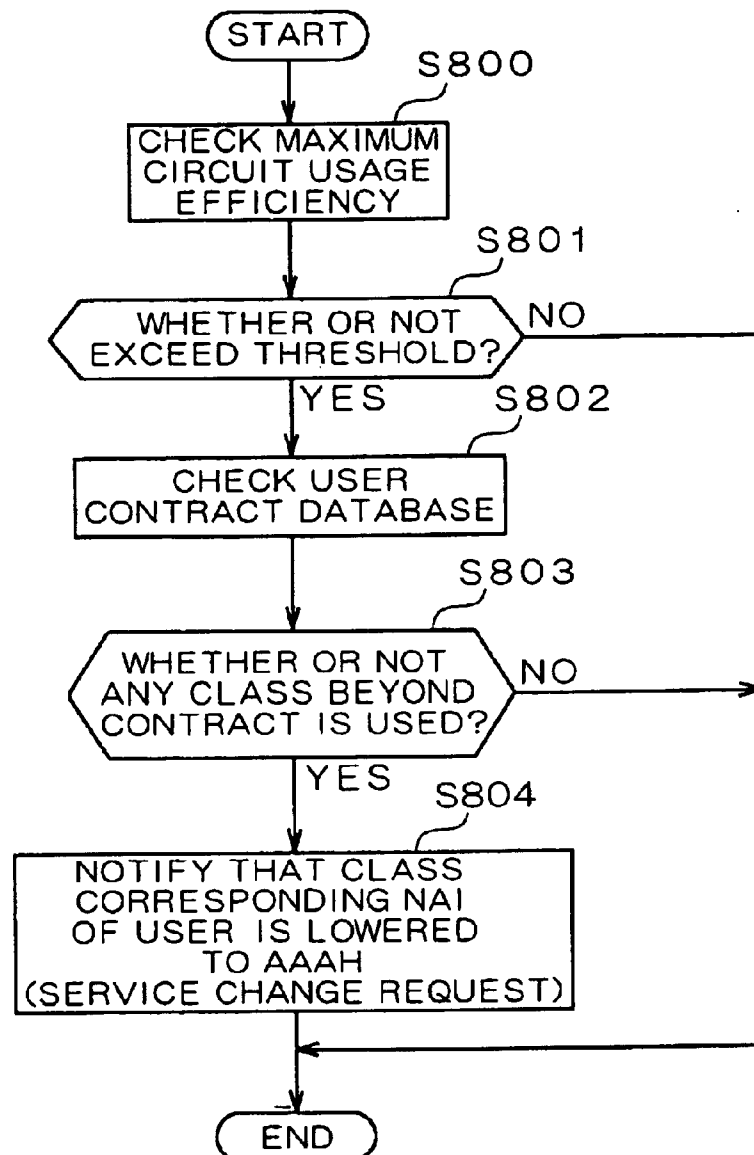 START
S800
CHECK MAXIMUM
CIRCUIT USAGE
EFFICIENCY
S801
WHETHER OR NOT
EXCEED THRESHOLD?
NO
YES
S802
CHECK USER
CONTRACT DATABASE
S803
WHETHER OR NOT
ANY CLASS BEYOND
CONTRACT IS USED?
NO
YES
S804
NOTIFY THAT CLASS
CORRESPONDING NAI
OF USER IS LOWERED
TO AAAH
(SERVICE CHANGE REQUEST)
END